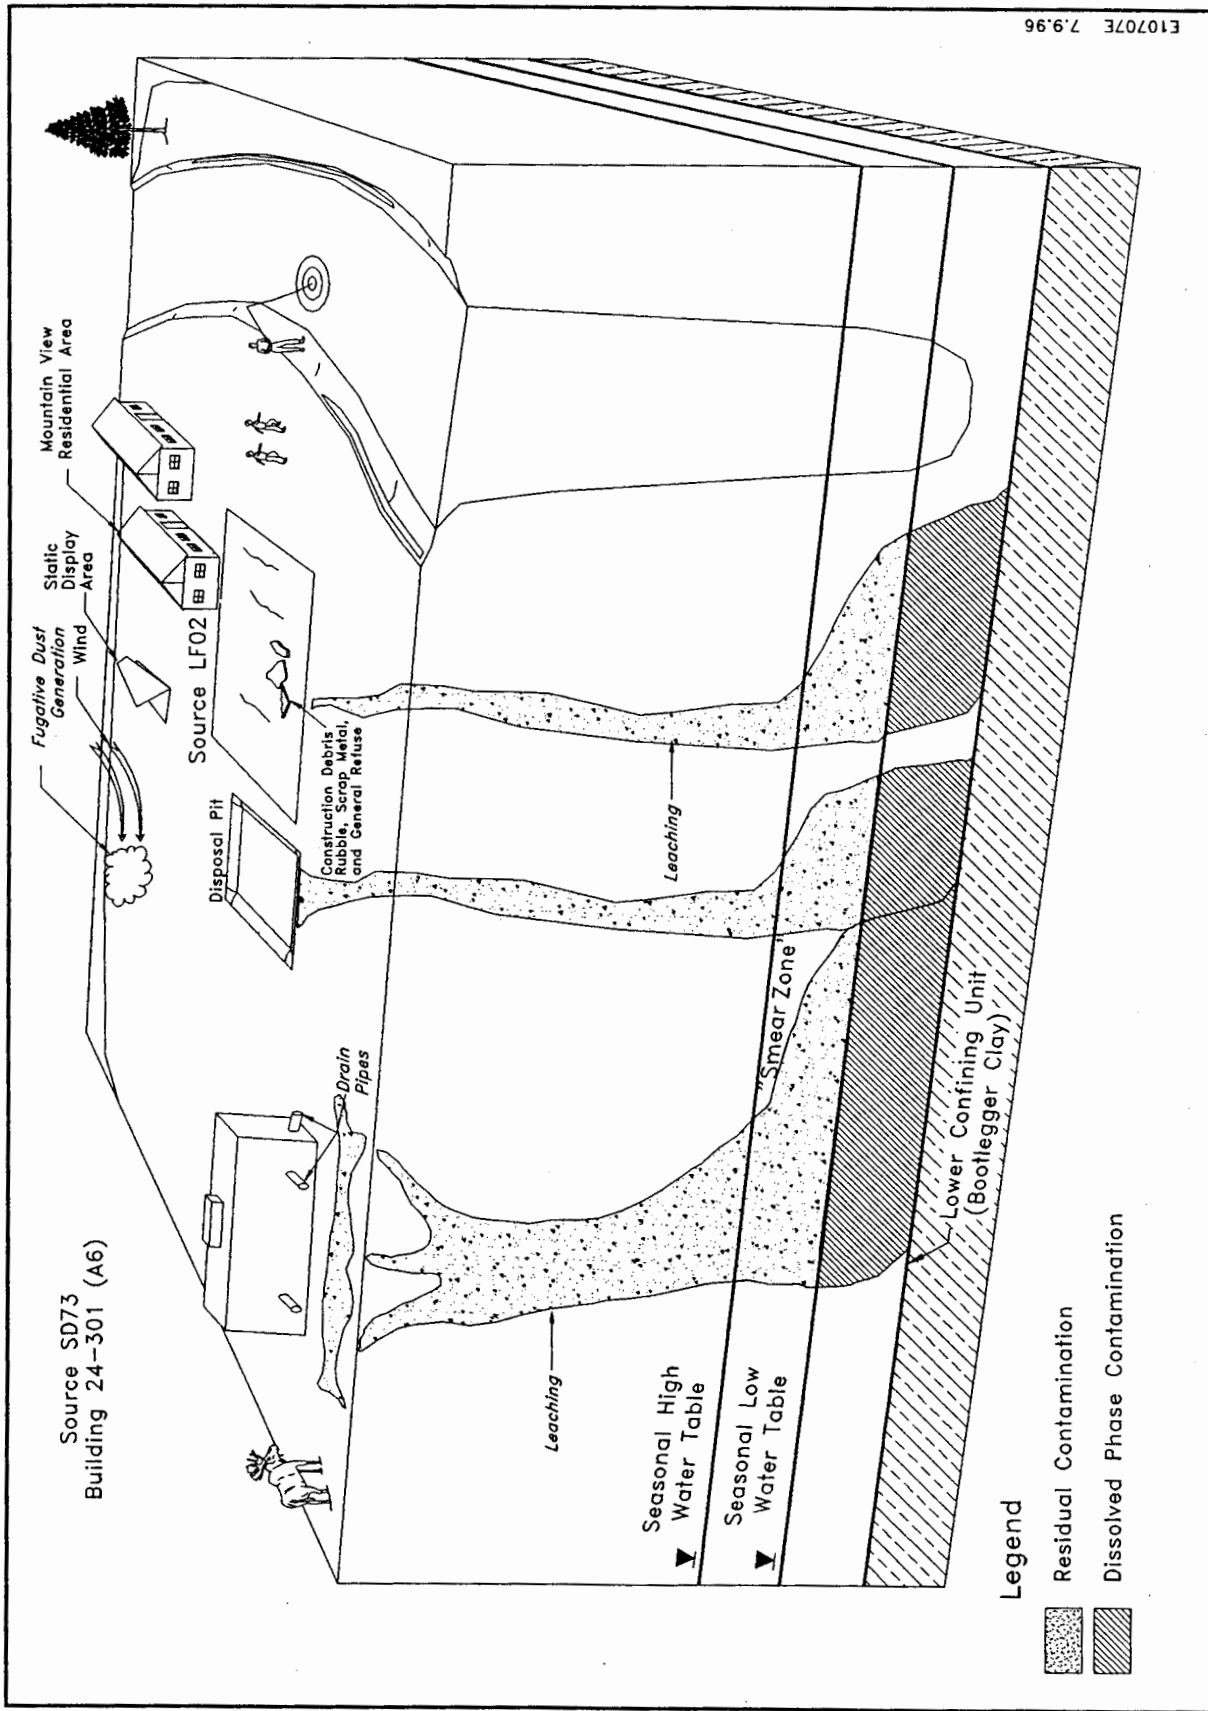 Source SD73
Building 24-301 (A6)
Fugative Dust
Generation
Wind
Static
Display
Area
Mountain View
Residential Area
Source LF02
Disposal Pit
Construction Debris
Rubble, Scrap Metal,
and General Refuse
Drain
Pipes
Leaching
Leaching
Seasonal High
Water Table
Seasonal Low
Water Table
"Smear Zone"
Lower Confining Unit
(Bootlegger Clay)
Legend
Residual Contamination
Dissolved Phase Contamination
E10707E 7.9.96